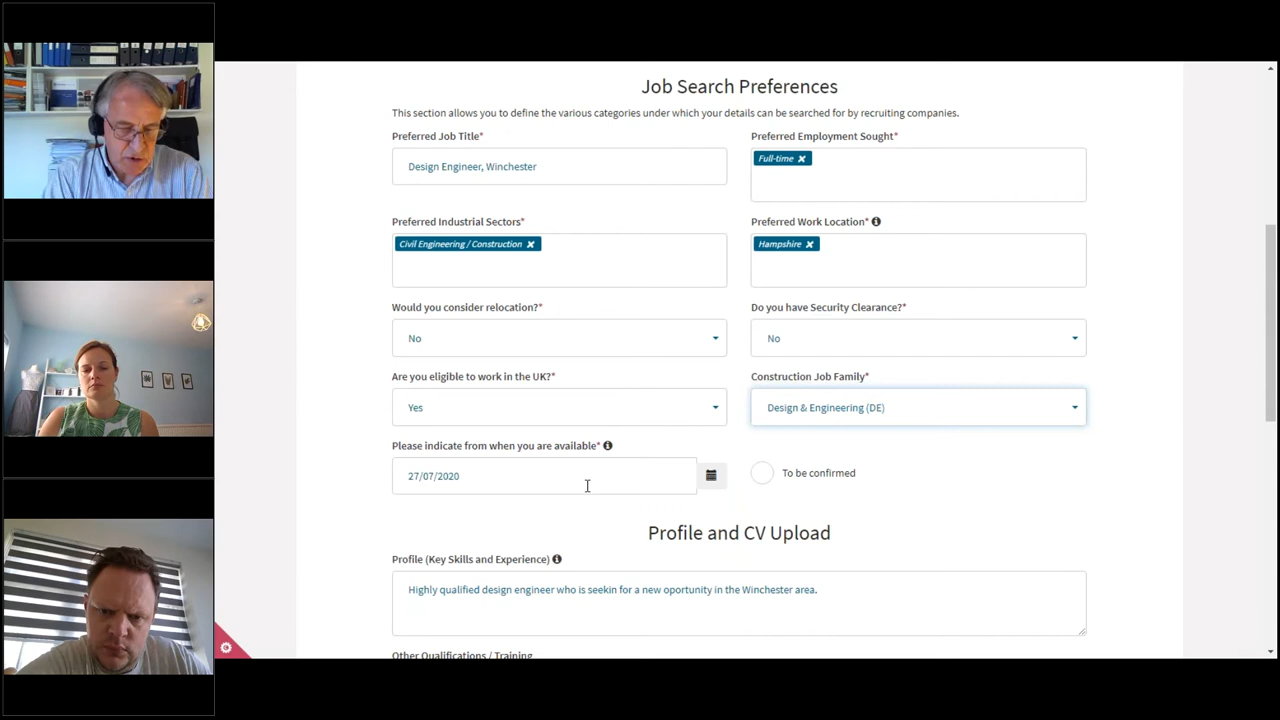 Job Search Preferences
This section allows you to define the various categories under which your details can be searched for by recruiting companies.
Preferred Job Title*
Preferred Employment Sought*
Design Engineer, Winchester
Full-time ×
Preferred Industrial Sectors*
Preferred Work Location*
Civil Engineering / Construction ×
Hampshire ×
Would you consider relocation?*
Do you have Security Clearance?*
No
No
Are you eligible to work in the UK?*
Construction Job Family*
Yes
Design & Engineering (DE)
Please indicate from when you are available*
27/07/2020
To be confirmed
Profile and CV Upload
Profile (Key Skills and Experience)
Highly qualified design engineer who is seekin for a new oportunity in the Winchester area.
Other Qualifications / Training